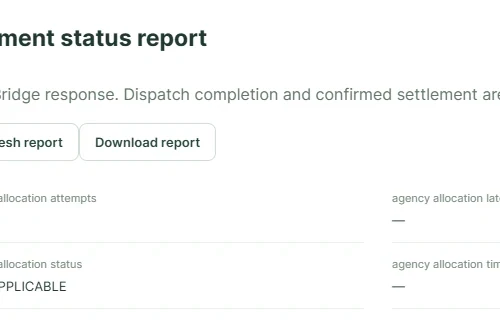 ment status report
Bridge response. Dispatch completion and confirmed settlement are
esh report
Download report
allocation attempts
agency allocation late
—
allocation status
agency allocation tim
PPLICABLE
—